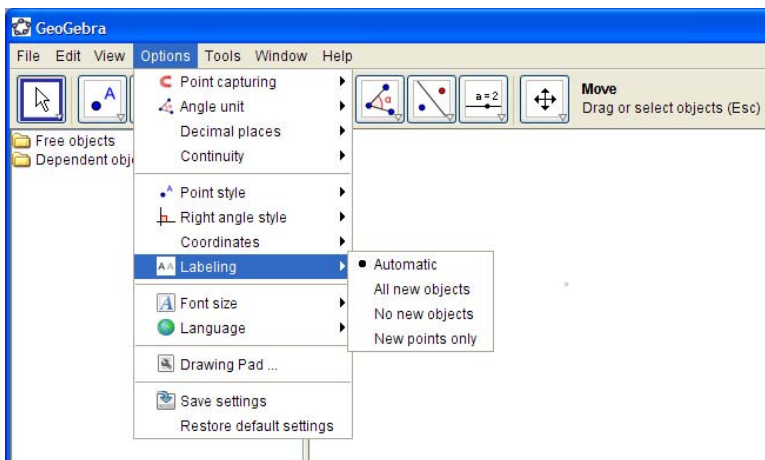 GeoGebra
File Edit View Options Tools Window Help
A
α
a=2
Move
Drag or select objects (Esc)
Free objects
Dependent obj
Point capturing
Angle unit
Decimal places
Continuity
A Point style
Right angle style
Coordinates
AA Labeling
Automatic
All new objects
No new objects
New points only
A Font size
Language
Drawing Pad ...
Save settings
Restore default settings